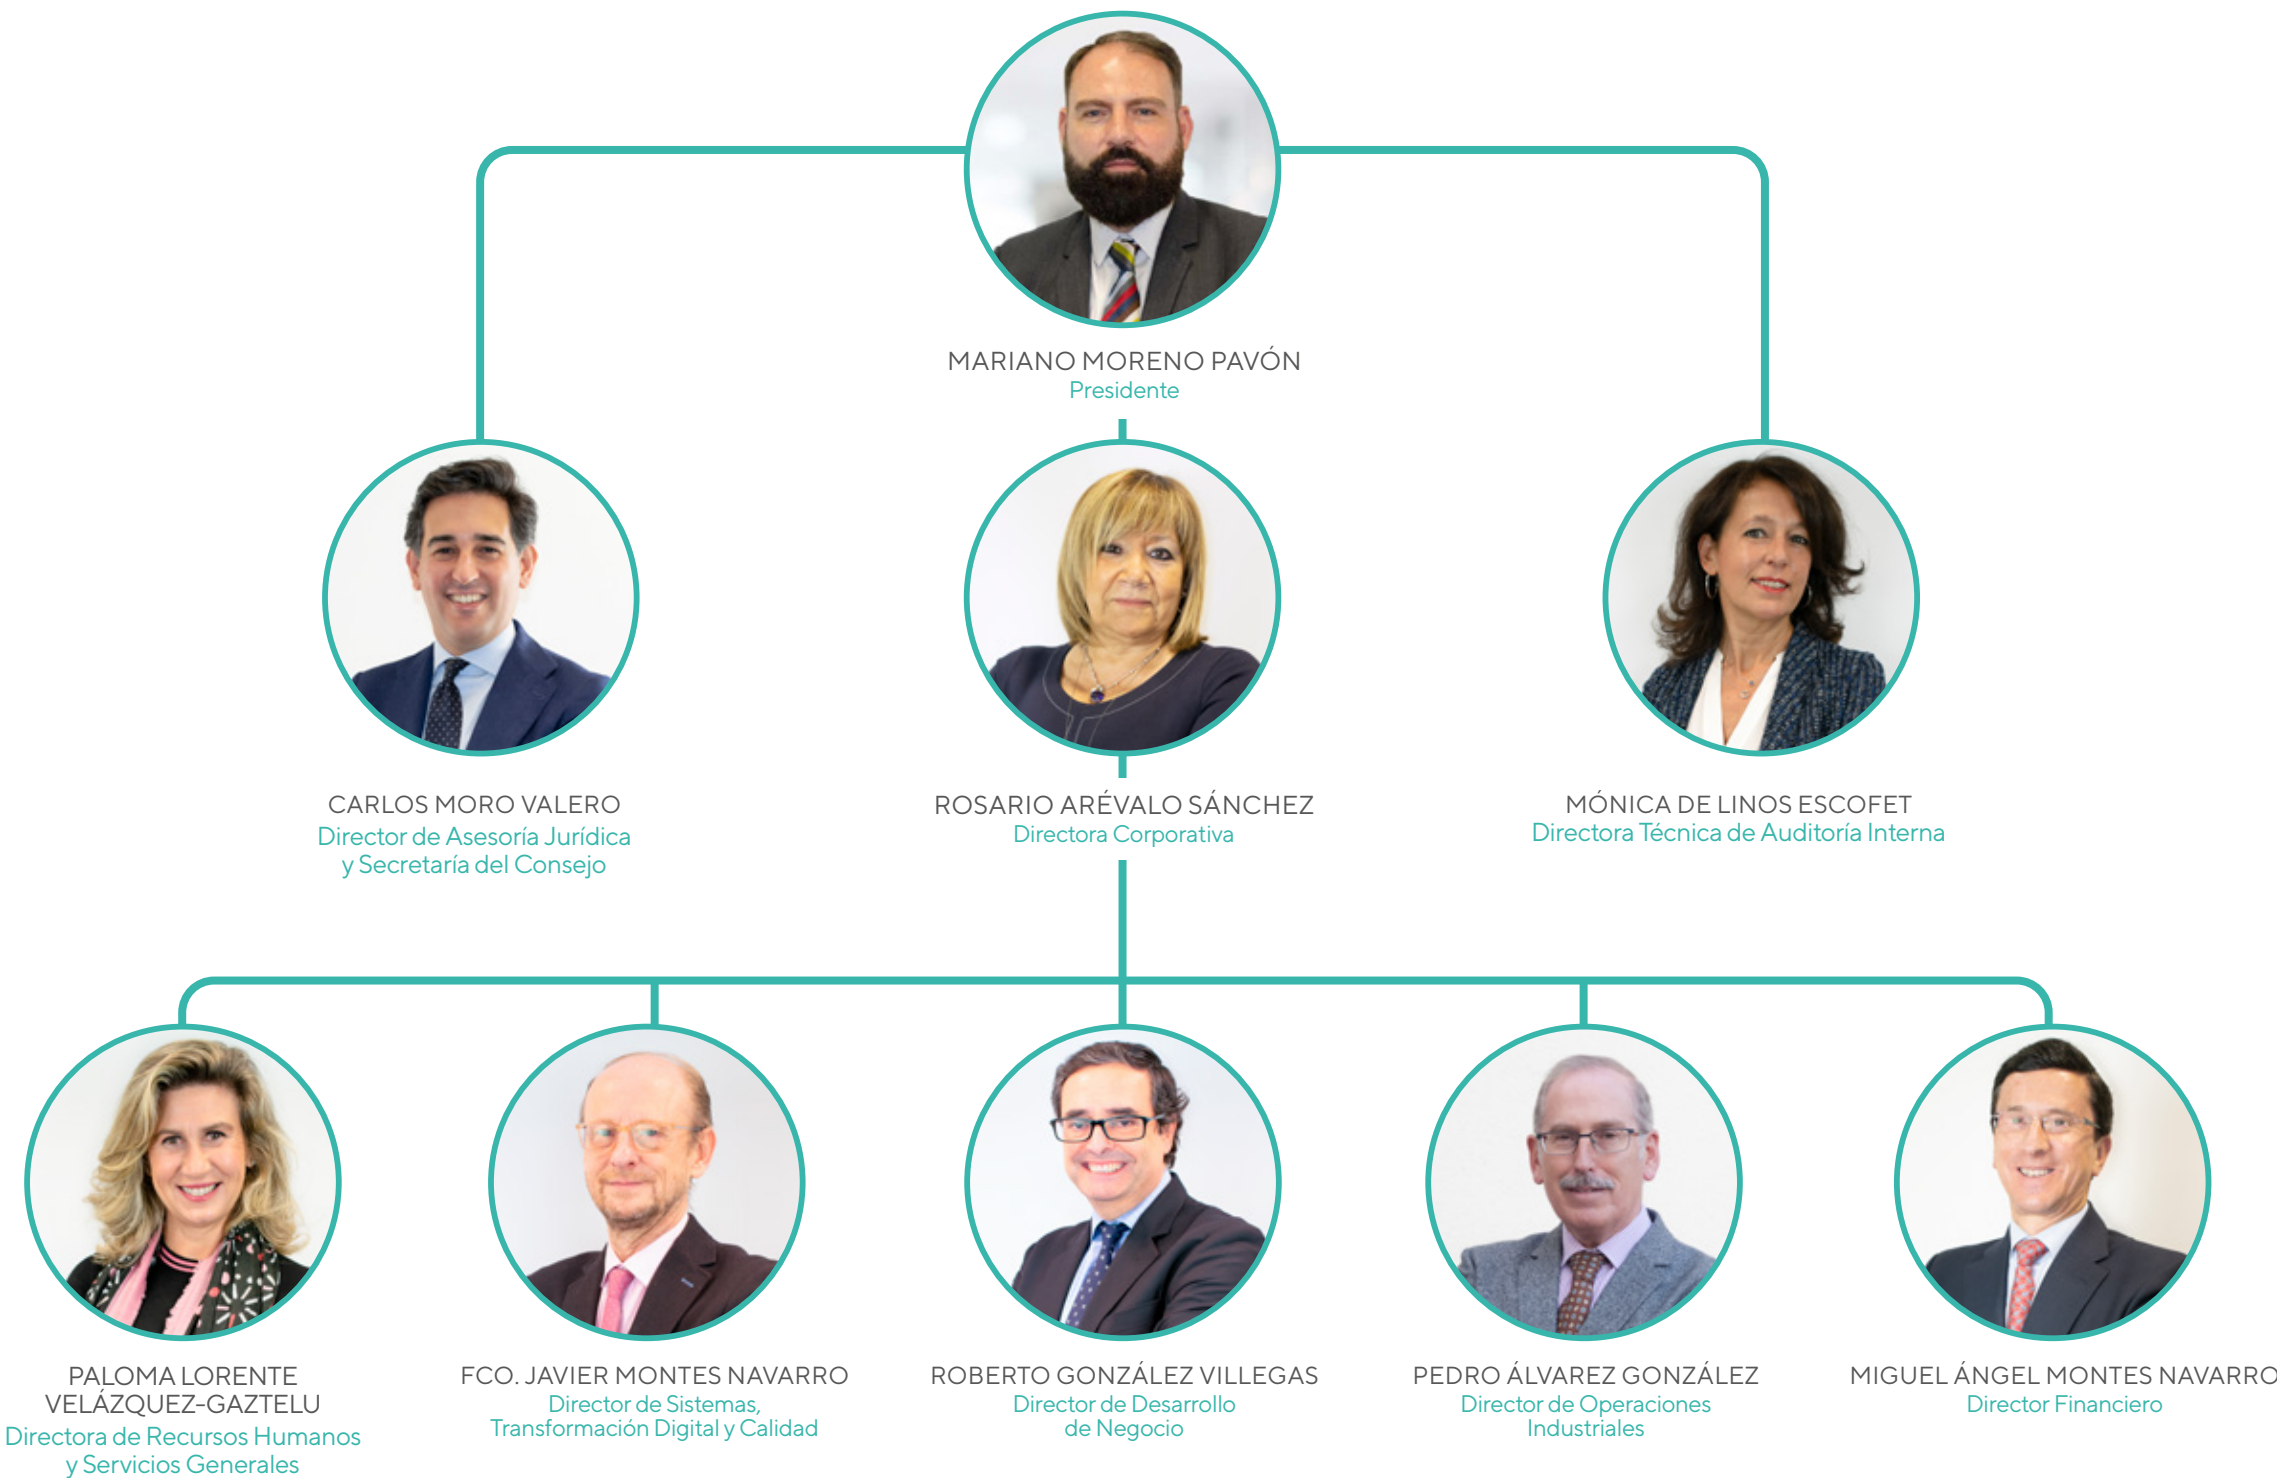 MARIANO MORENO PAVÓN
Presidente
CARLOS MORO VALERO
Director de Asesoría Jurídica
y Secretaría del Consejo
ROSARIO ARÉVALO SÁNCHEZ
Directora Corporativa
MÓNICA DE LINOS ESCOFET
Directora Técnica de Auditoría Interna
PALOMA LORENTE
VELÁZQUEZ-GAZTELU
Directora de Recursos Humanos
y Servicios Generales
FCO. JAVIER MONTES NAVARRO
Director de Sistemas,
Transformación Digital y Calidad
ROBERTO GONZÁLEZ VILLEGAS
Director de Desarrollo
de Negocio
PEDRO ÁLVAREZ GONZÁLEZ
Director de Operaciones
Industriales
MIGUEL ÁNGEL MONTES NAVARRO
Director Financiero